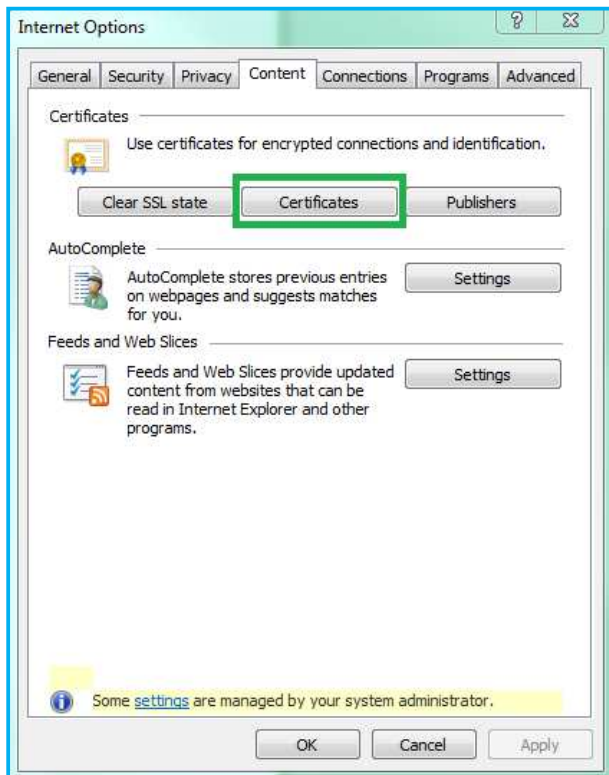 Internet Options
General Security Privacy Content Connections Programs Advanced
Certificates
Use certificates for encrypted connections and identification.
Clear SSL state Certificates Publishers
AutoComplete
AutoComplete stores previous entries
on webpages and suggests matches
for you.
Settings
Feeds and Web Slices
Feeds and Web Slices provide updated
content from websites that can be
read in Internet Explorer and other
programs.
Settings
Some settings are managed by your system administrator.
OK Cancel Apply